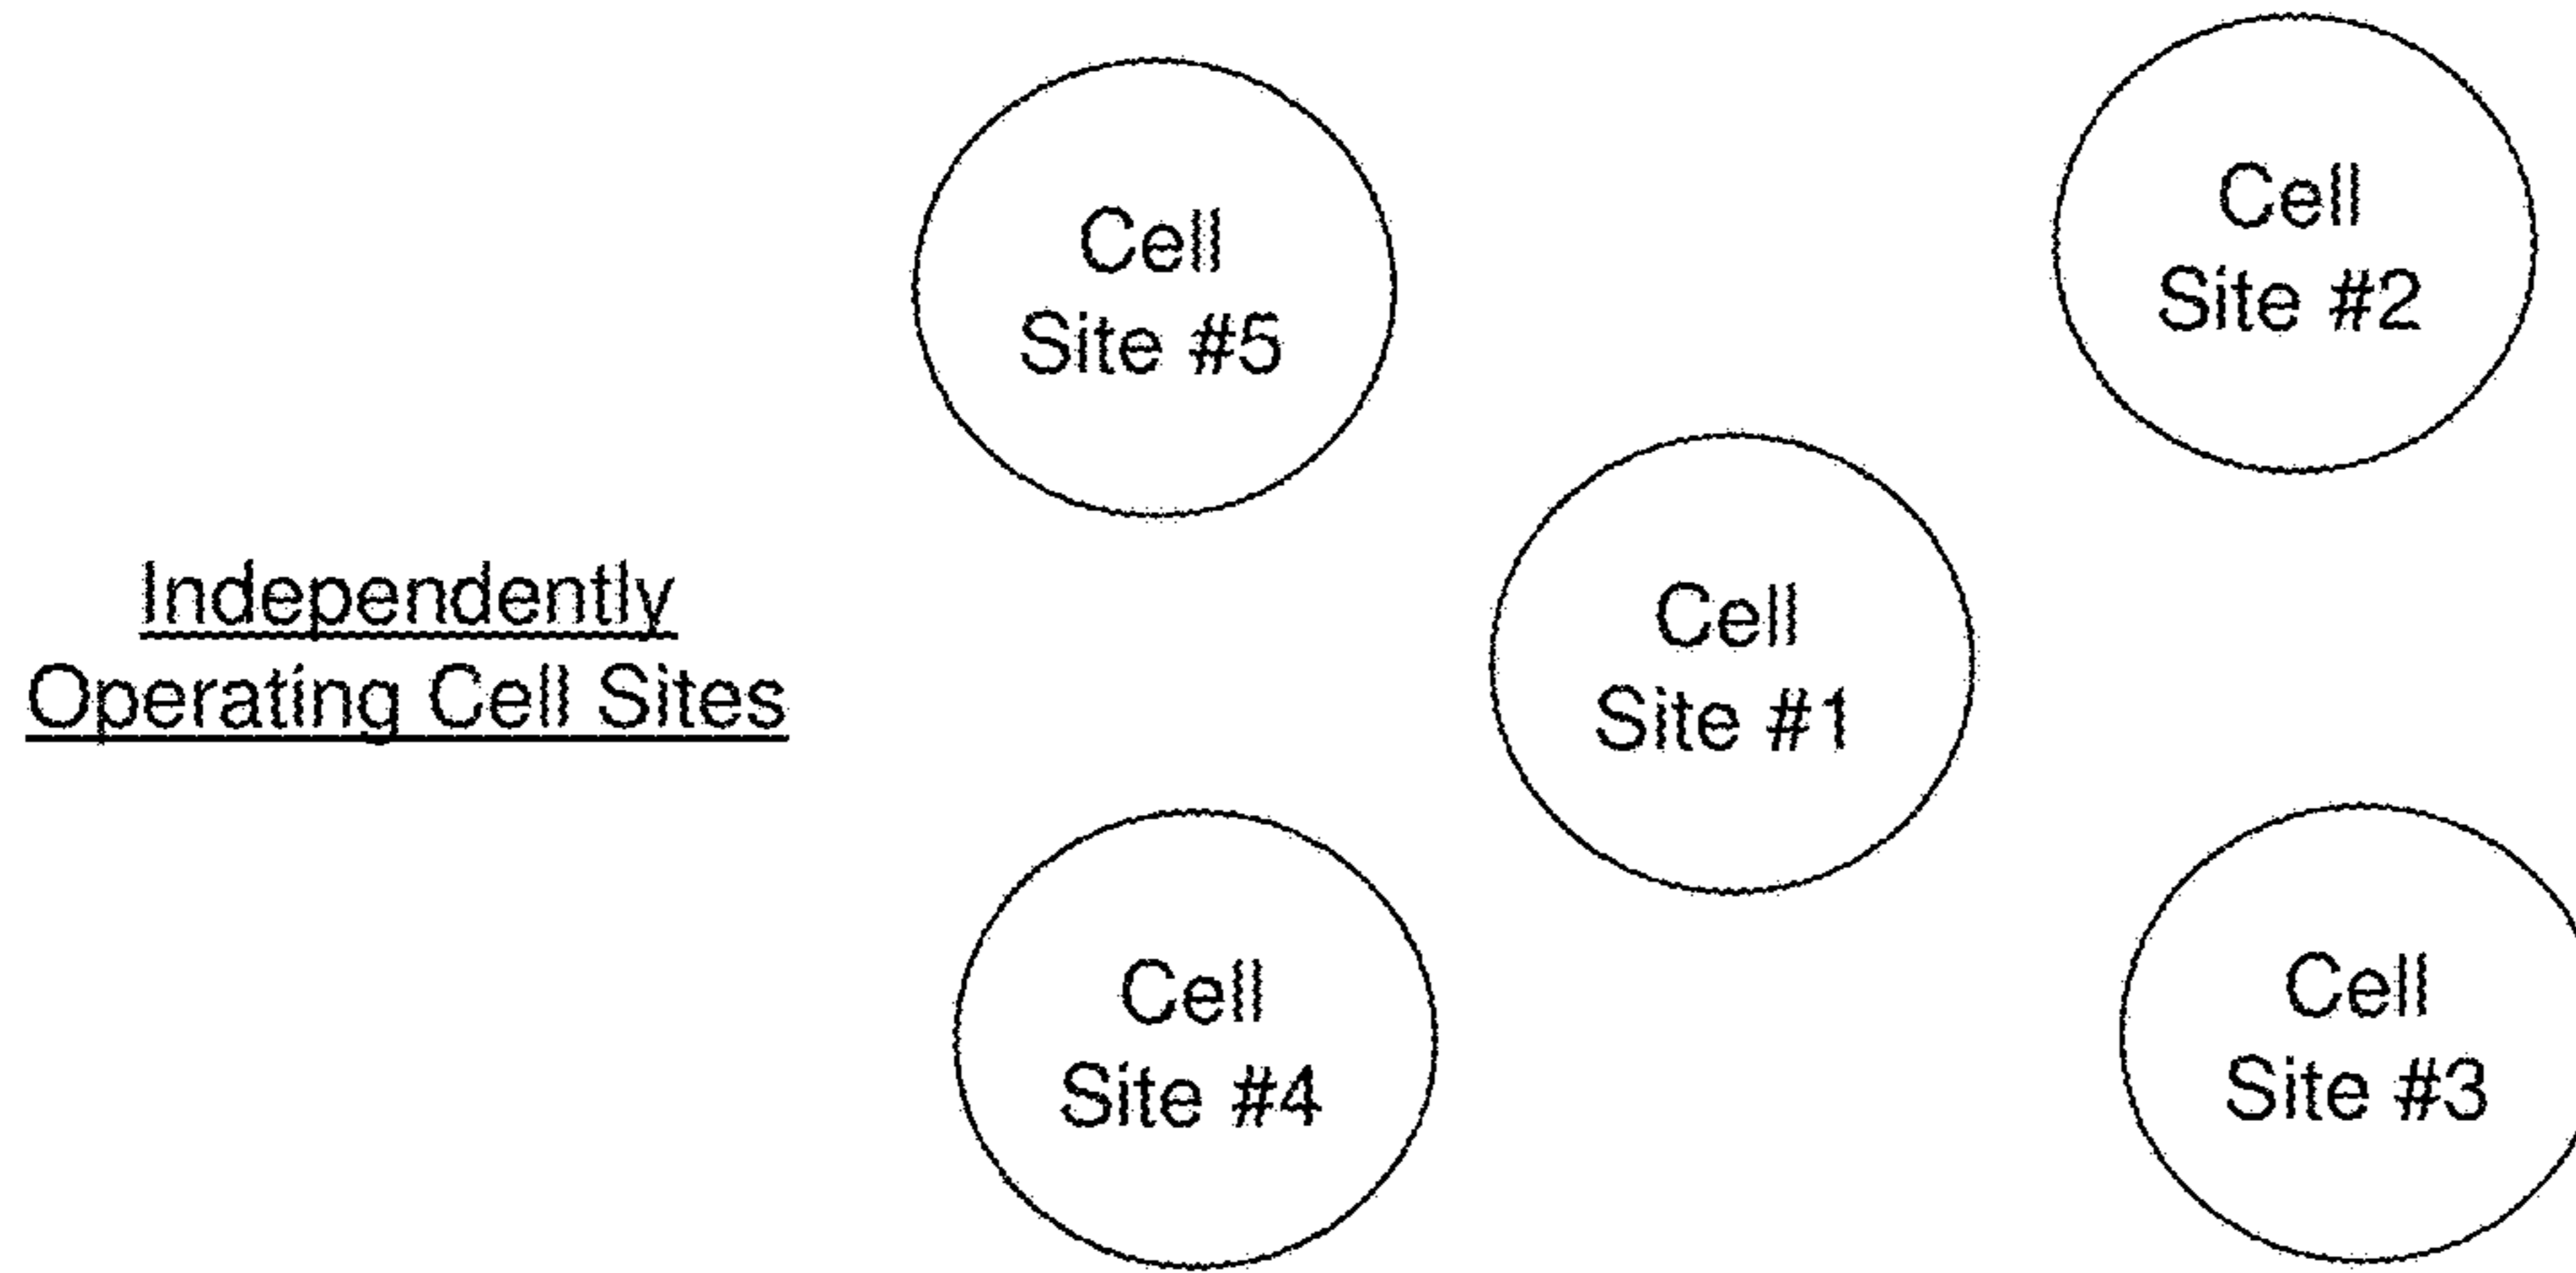 Independently
Operating Cell Sites
Cell
Site #5
Cell
Site #2
Cell
Site #1
Cell
Site #4
Cell
Site #3